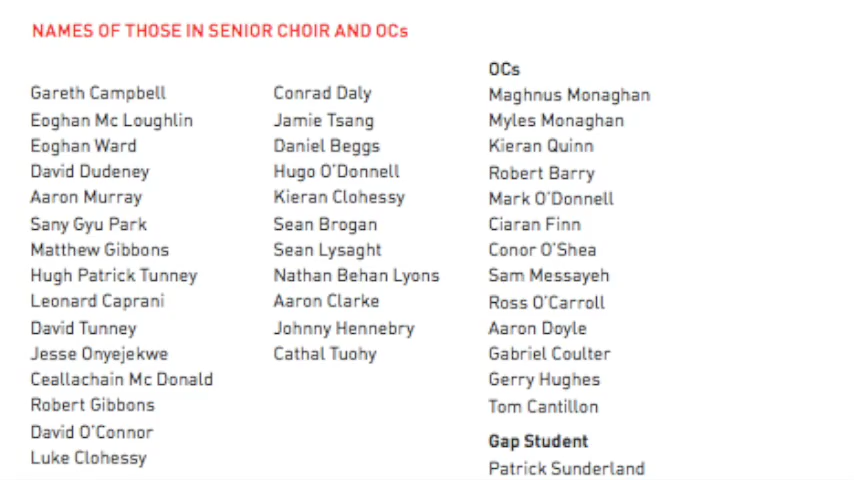 NAMES OF THOSE IN SENIOR CHOIR AND OCs
Gareth Campbell
Eoghan Mc Loughlin
Eoghan Ward
David Dudeney
Aaron Murray
Sany Gyu Park
Matthew Gibbons
Hugh Patrick Tunney
Leonard Caprani
David Tunney
Jesse Onyejekwe
Ceallachain Mc Donald
Robert Gibbons
David O'Connor
Luke Clohessy
Conrad Daly
Jamie Tsang
Daniel Beggs
Hugo O'Donnell
Kieran Clohessy
Sean Brogan
Sean Lysaght
Nathan Behan Lyons
Aaron Clarke
Johnny Hennebry
Cathal Tuohy
OCs
Maghnus Monaghan
Myles Monaghan
Kieran Quinn
Robert Barry
Mark O'Donnell
Ciaran Finn
Conor O'Shea
Sam Messayeh
Ross O'Carroll
Aaron Doyle
Gabriel Coulter
Gerry Hughes
Tom Cantillon
Gap Student
Patrick Sunderland